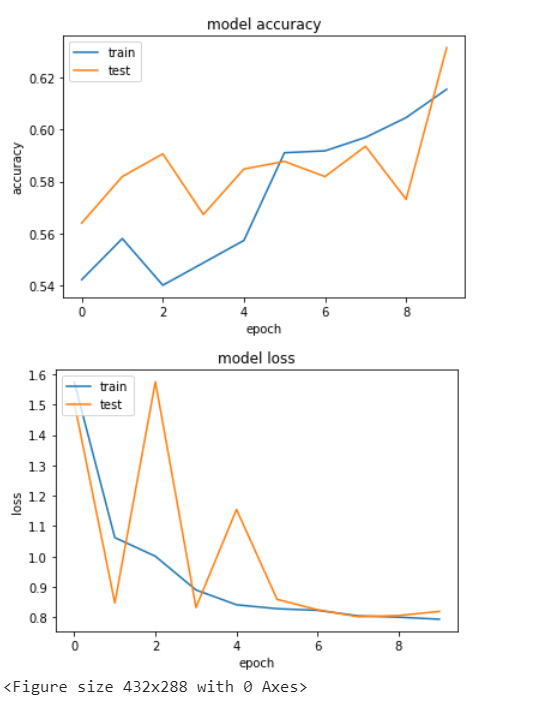 model accuracy
train
test
0.62
0.60
0.58
0.56
0.54
accuracy
0 2 4 6 8
epoch
model loss
train
test
1.6
1.5
1.4
1.3
1.2
1.1
1.0
0.9
0.8
loss
0 2 4 6 8
epoch
<Figure size 432x288 with 0 Axes>